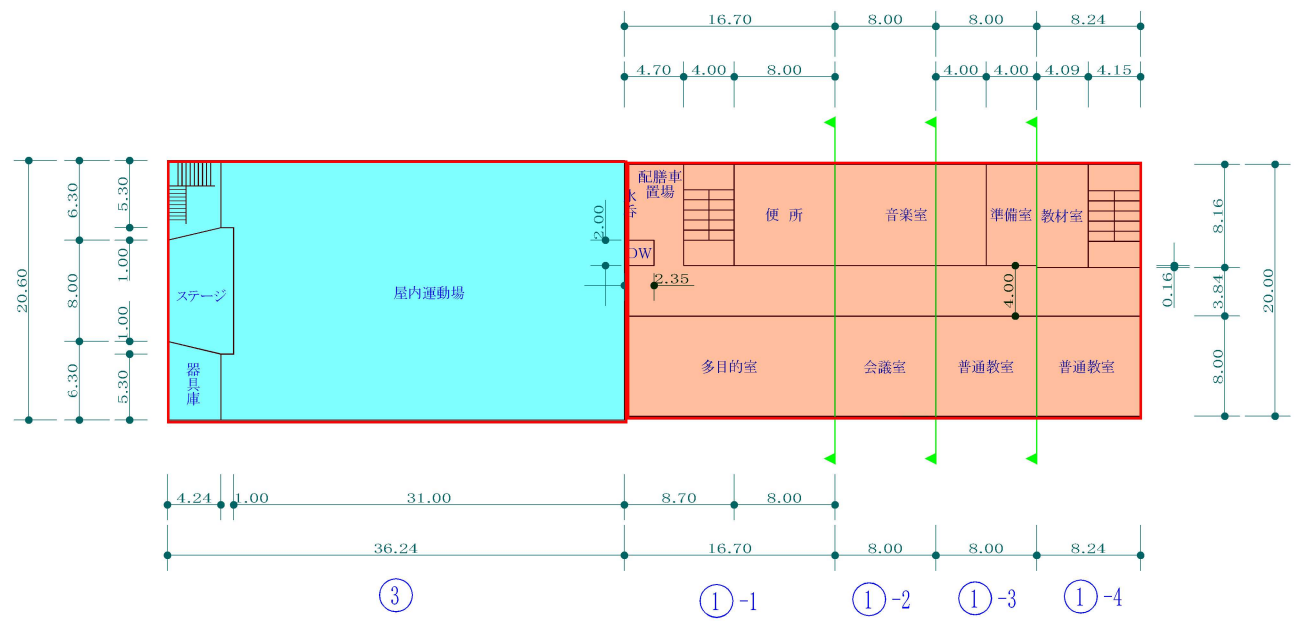 16.70 8.00 8.00 8.24
4.70 4.00 8.00 4.00 4.00 4.09 4.15
20.60
6.30
8.00
6.30
5.30
1.00
1.00
5.30
ステージ
器具庫
屋内運動場
2.00
2.35
配膳車
置場
水呑
DW
便 所
音楽室
準備室
教材室
4.00
多目的室
会議室
普通教室
普通教室
0.16
8.16
3.84
8.00
20.00
4.24 1.00 31.00 8.70 8.00
36.24 16.70 8.00 8.00 8.24
③ ①-1 ①-2 ①-3 ①-4